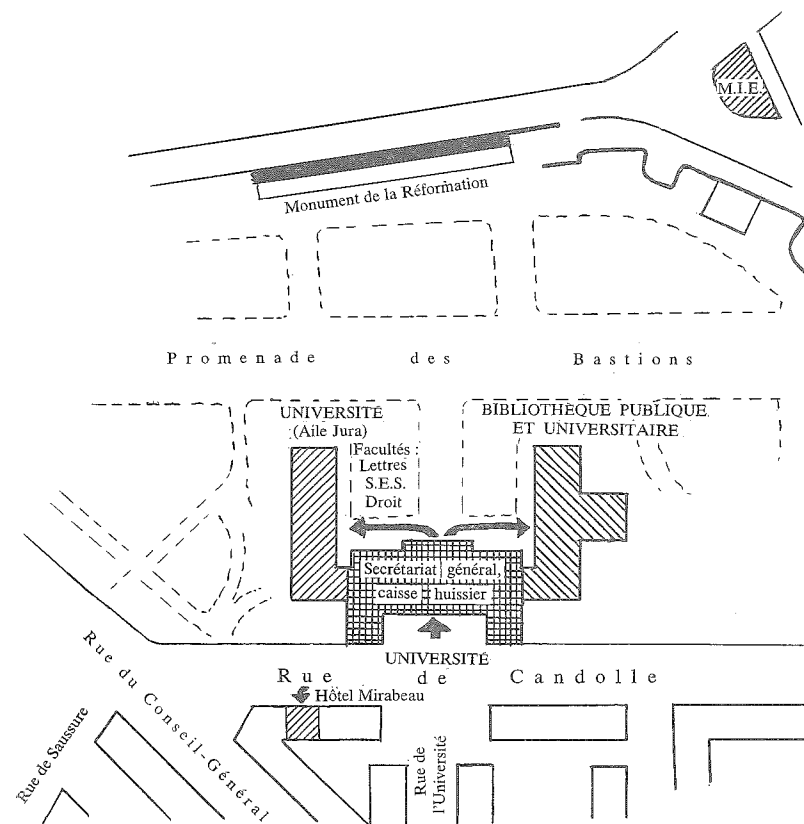 M.I.E.
Monument de la Réformation
Promenade des Bastions
UNIVERSITÉ
(Aile Jura)
Facultés :
Lettres
S.E.S.
Droit
BIBLIOTHÈQUE PUBLIQUE
ET UNIVERSITAIRE
Secrétariat général,
caisse huissier
UNIVERSITÉ
Rue de Candolle
Hôtel Mirabeau
Rue du Conseil-Général
Rue de Saussure
Rue de
l'Université